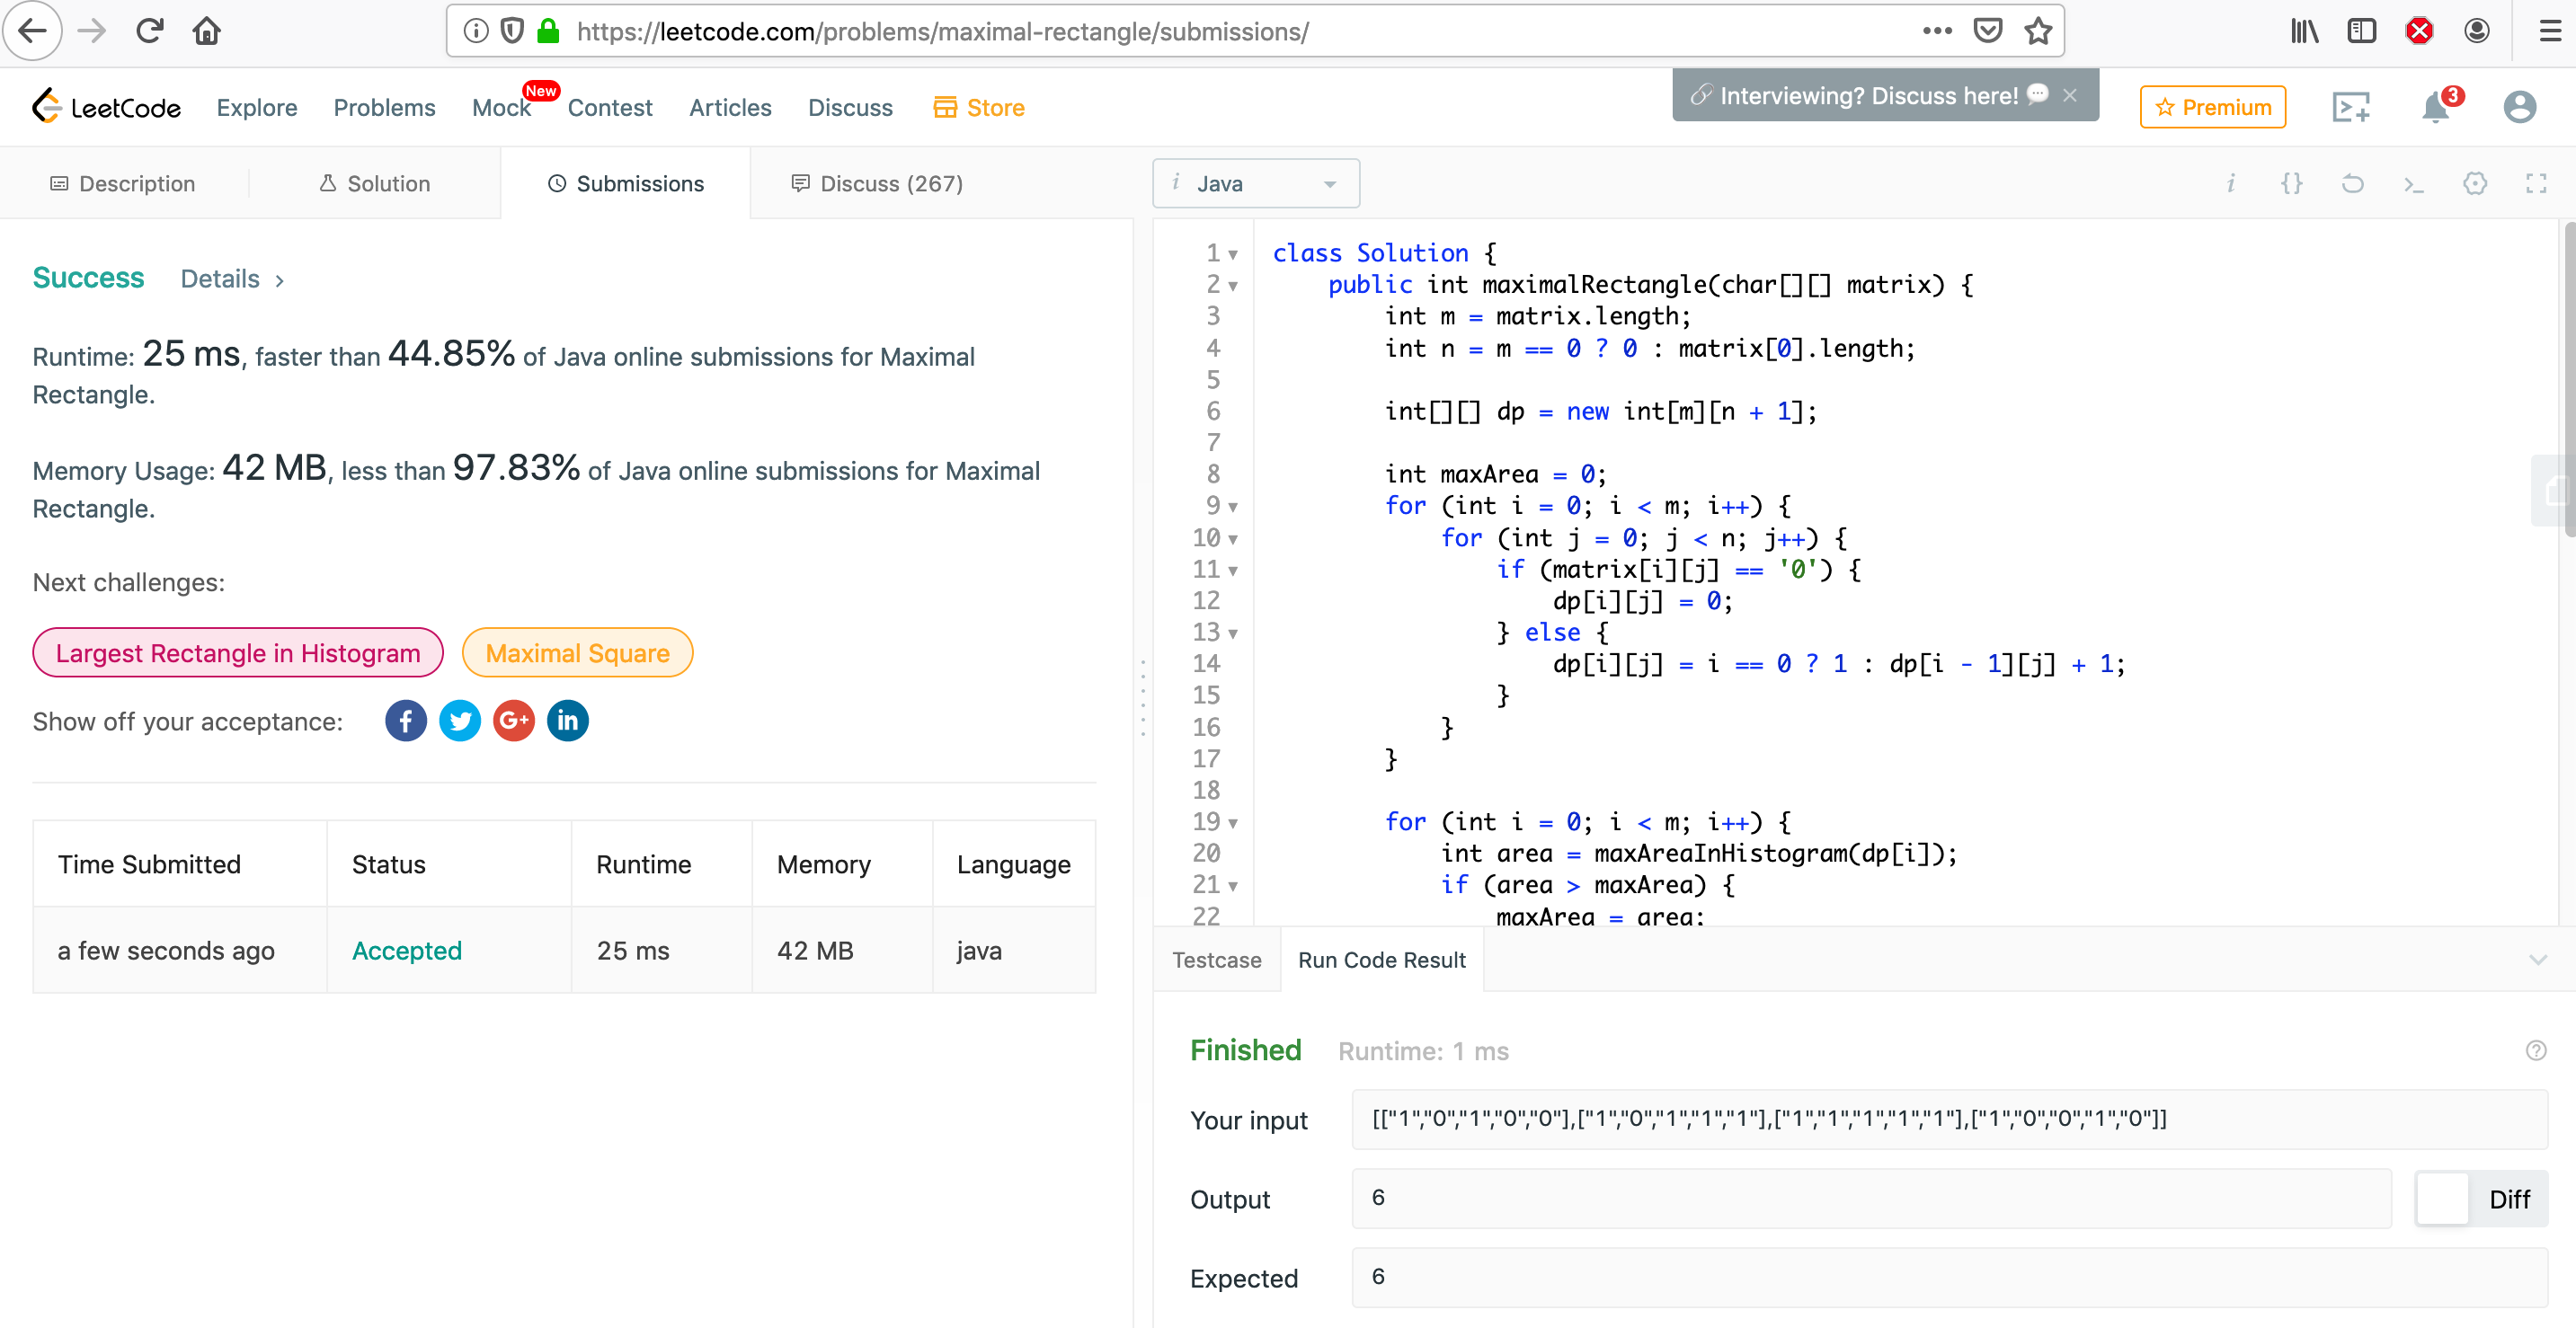 https://leetcode.com/problems/maximal-rectangle/submissions/
LeetCode Explore Problems Mock New Contest Articles Discuss Store
Interviewing? Discuss here! Premium 3
Description Solution Submissions Discuss (267)
Success Details >
Runtime: 25 ms, faster than 44.85% of Java online submissions for Maximal
Rectangle.
Memory Usage: 42 MB, less than 97.83% of Java online submissions for Maximal
Rectangle.
Next challenges:
Largest Rectangle in Histogram Maximal Square
Show off your acceptance: f G+ in
Time Submitted Status Runtime Memory Language
a few seconds ago Accepted 25 ms 42 MB java
i Java
i {} >_
1 class Solution {
2 public int maximalRectangle(char[][] matrix) {
3 int m = matrix.length;
4 int n = m == 0 ? 0 : matrix[0].length;
5
6 int[][] dp = new int[m][n + 1];
7
8 int maxArea = 0;
9 for (int i = 0; i < m; i++) {
10 for (int j = 0; j < n; j++) {
11 if (matrix[i][j] == '0') {
12 dp[i][j] = 0;
13 } else {
14 dp[i][j] = i == 0 ? 1 : dp[i - 1][j] + 1;
15 }
16 }
17 }
18
19 for (int i = 0; i < m; i++) {
20 int area = maxAreaInHistogram(dp[i]);
21 if (area > maxArea) {
22 maxArea = area;
Testcase Run Code Result
Finished Runtime: 1 ms
Your input [["1","0","1","0","0"],["1","0","1","1","1"],["1","1","1","1","1"],["1","0","0","1","0"]]
Output 6 Diff
Expected 6